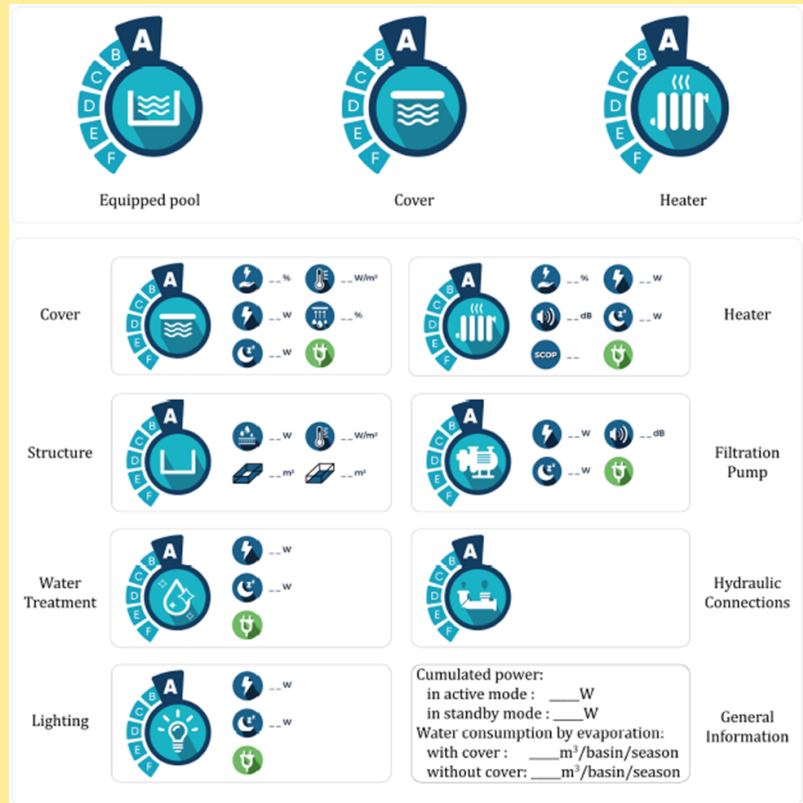 A
B
C
D
E
F
Equipped pool
A
B
C
D
E
F
Cover
A
B
C
D
E
F
Heater
Cover
A
B
C
D
E
F
__%
__W/m²
__W
__%
__W
A
B
C
D
E
F
__%
__W
__dB
__W
SCOP __
Heater
Structure
A
B
C
D
E
F
__W
__W/m²
__m²
__m³
A
B
C
D
E
F
__W
__dB
__W
Filtration
Pump
Water
Treatment
A
B
C
D
E
F
__W
__W
A
B
C
D
E
F
Hydraulic
Connections
Lighting
A
B
C
D
E
F
__W
__W
Cumulated power:
in active mode : ____W
in standby mode : ____W
Water consumption by evaporation:
with cover : ____m³/basin/season
without cover: ____m³/basin/season
General
Information